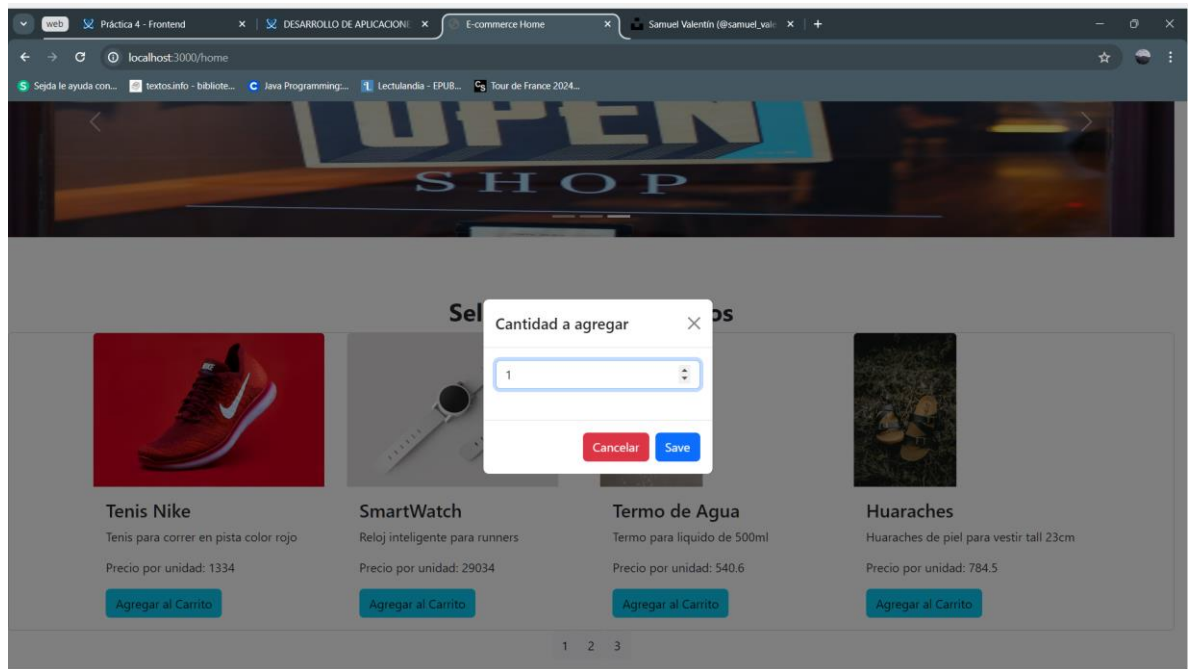 web
Práctica 4 - Frontend
DESARROLLO DE APLICACIONE
E-commerce Home
Samuel Valentín (@samuel_vale
localhost:3000/home
Sejda le ayuda con...
textos.info - bibliote...
Java Programming:...
Lectulandia - EPUB...
Tour de France 2024...
OPEN
SHOP
Sel
os
Cantidad a agregar
1
Cancelar Save
Tenis Nike
Tenis para correr en pista color rojo
Precio por unidad: 1334
Agregar al Carrito
SmartWatch
Reloj inteligente para runners
Precio por unidad: 29034
Agregar al Carrito
Termo de Agua
Termo para liquido de 500ml
Precio por unidad: 540.6
Agregar al Carrito
Huaraches
Huaraches de piel para vestir tall 23cm
Precio por unidad: 784.5
Agregar al Carrito
1 2 3